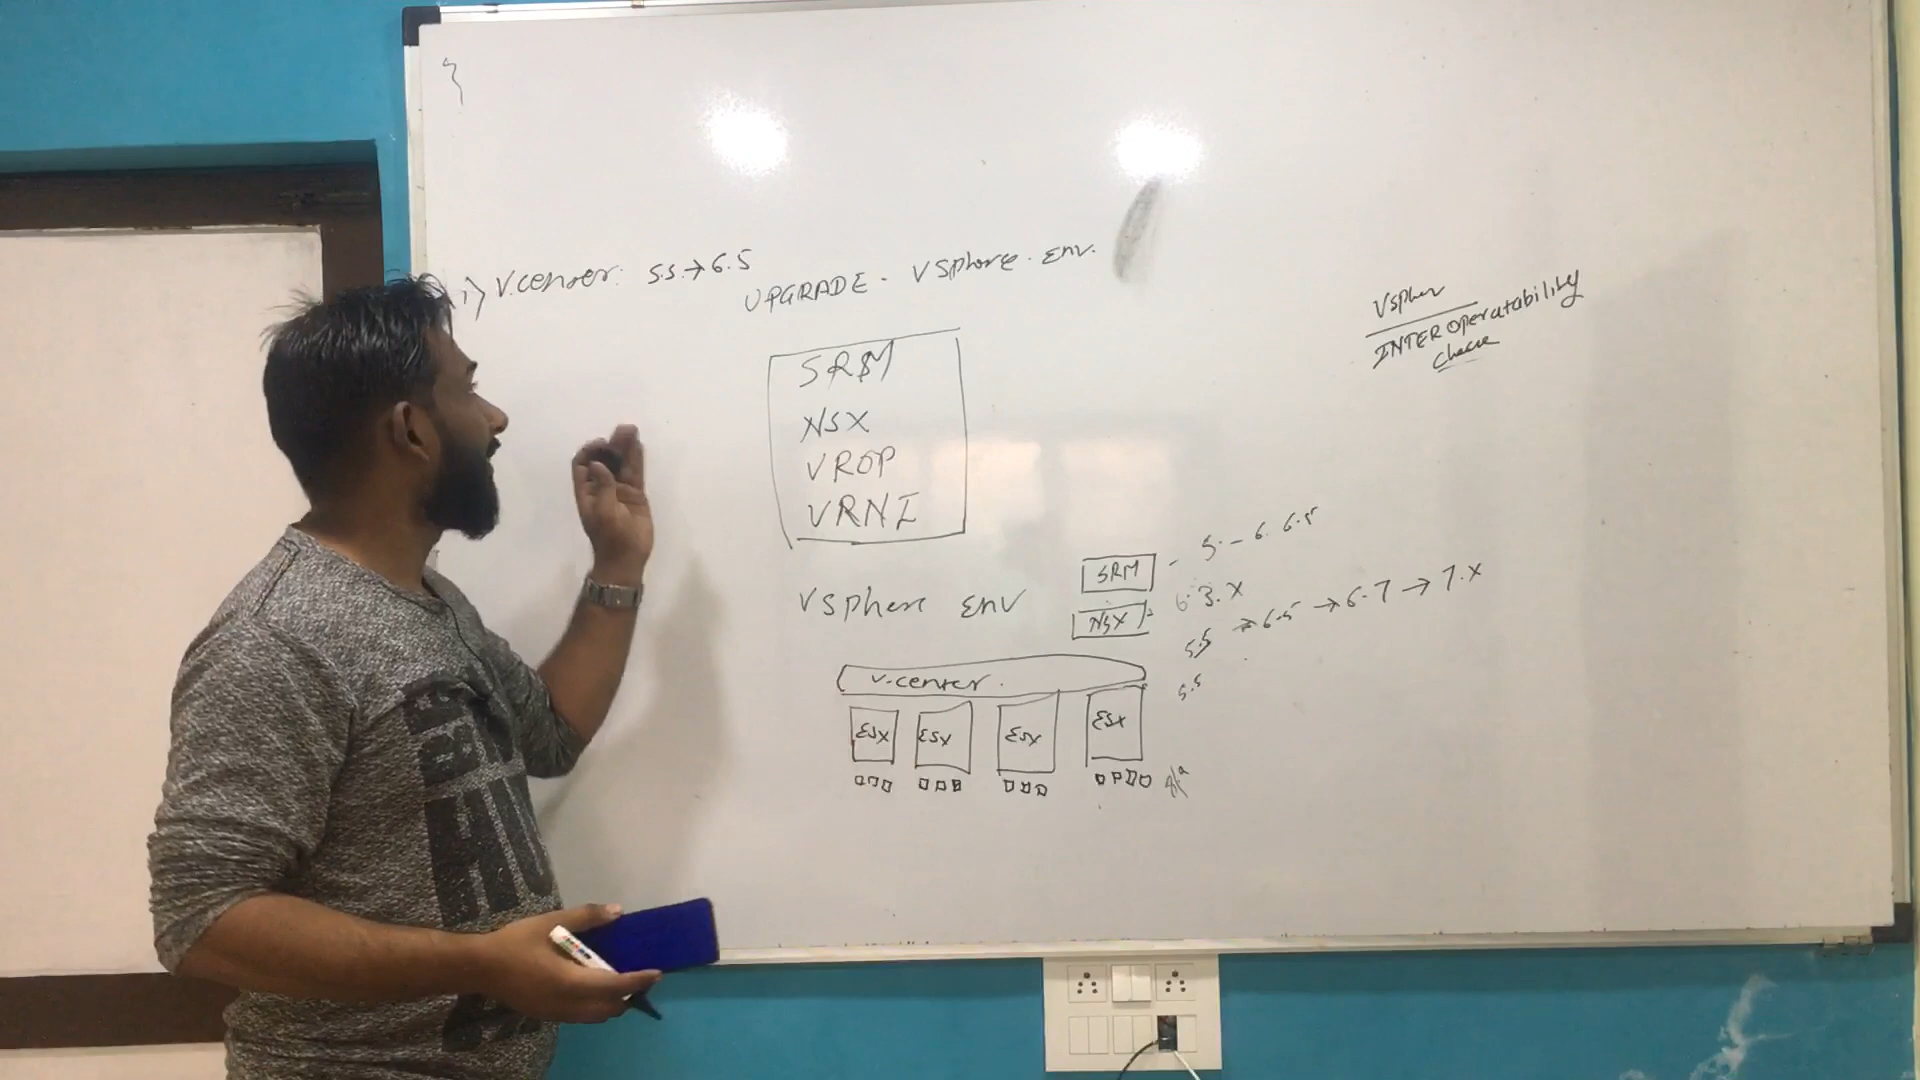 1) V.center: 5.5 → 6.5
UPGRADE - VSphere. Env.
VSpher
INTER Operatability
Check
SRM
NSX
VROP
VRNI
VSphere ENV
SRM - 5. - 6. 6.5
NSX - 6.3.X
5.5 → 6.5 → 6.7 → 7.X
V.center.
5.5
ESX ESX ESX ESX